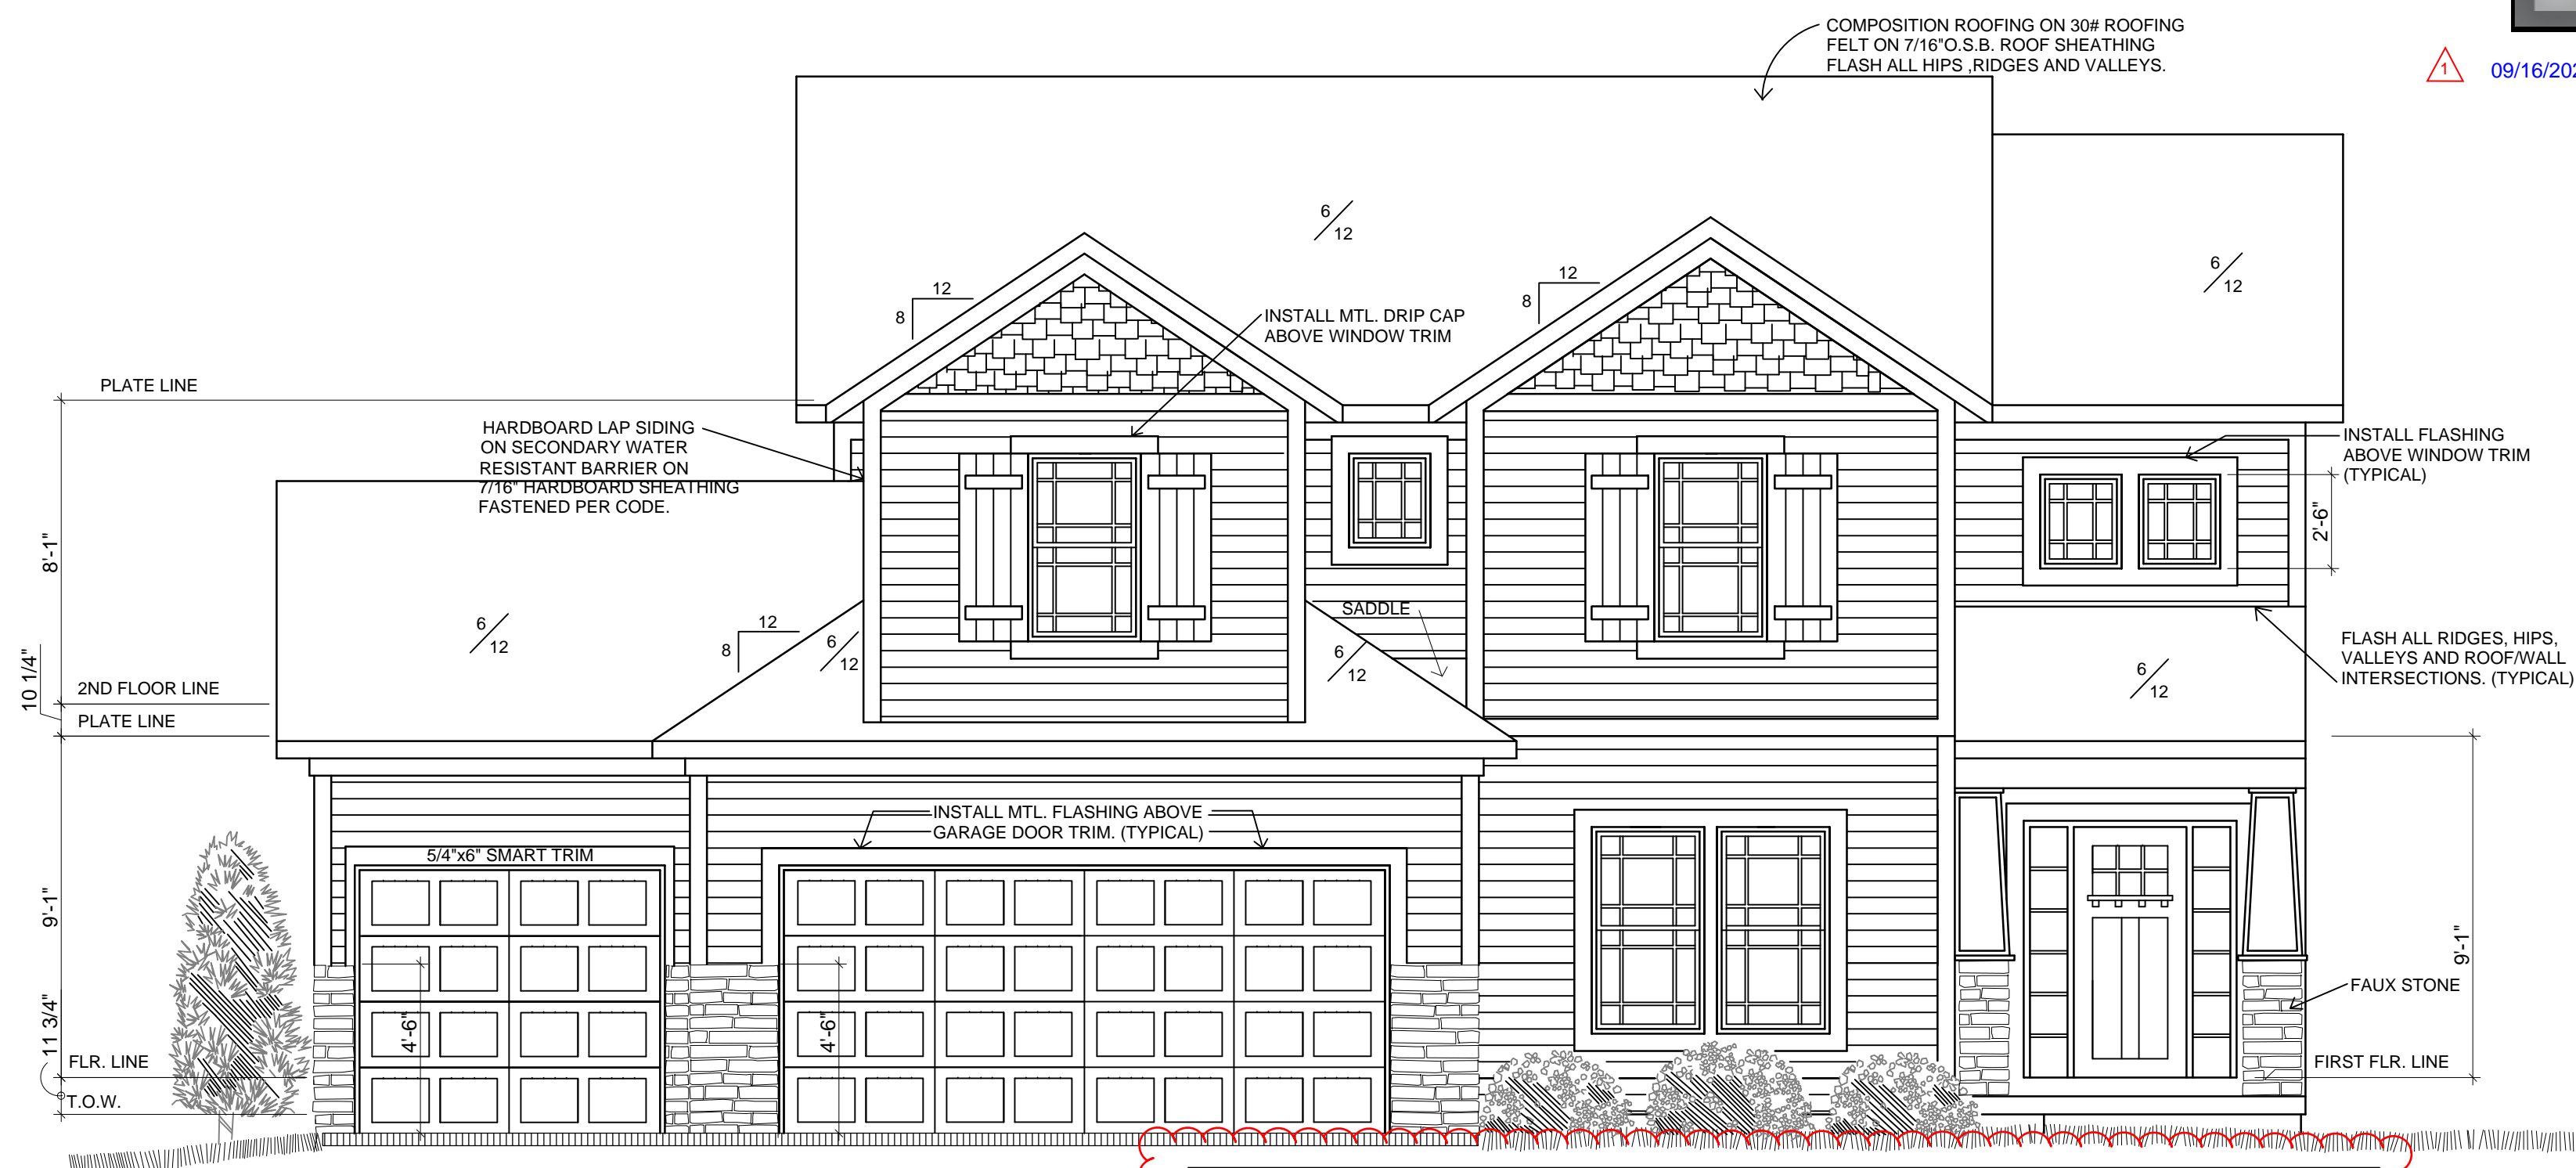 COMPOSITION ROOFING ON 30# ROOFING
FELT ON 7/16"O.S.B. ROOF SHEATHING
FLASH ALL HIPS ,RIDGES AND VALLEYS.
1
09/16/202
6
12
6
12
12
8
12
8
INSTALL MTL. DRIP CAP
ABOVE WINDOW TRIM
PLATE LINE
HARDBOARD LAP SIDING
ON SECONDARY WATER
RESISTANT BARRIER ON
7/16" HARDBOARD SHEATHING
FASTENED PER CODE.
INSTALL FLASHING
ABOVE WINDOW TRIM
(TYPICAL)
2'-6"
8'-1"
SADDLE
6
12
12
8
6
12
6
12
6
12
FLASH ALL RIDGES, HIPS,
VALLEYS AND ROOF/WALL
INTERSECTIONS. (TYPICAL)
10 1/4"
2ND FLOOR LINE
PLATE LINE
INSTALL MTL. FLASHING ABOVE
GARAGE DOOR TRIM. (TYPICAL)
5/4"x6" SMART TRIM
9'-1"
9'-1"
FAUX STONE
4'-6"
4'-6"
11 3/4"
FLR. LINE
FIRST FLR. LINE
T.O.W.